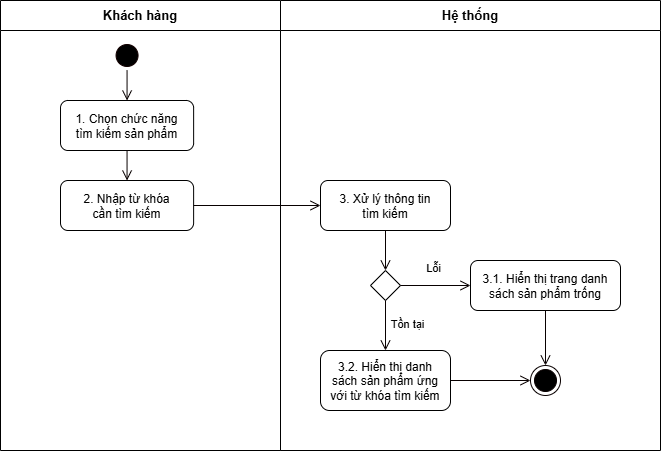 Khách hàng
Hệ thống
1. Chọn chức năng
tìm kiếm sản phẩm
2. Nhập từ khóa
cần tìm kiếm
3. Xử lý thông tin
tìm kiếm
Lỗi
3.1. Hiển thị trang danh
sách sản phẩm trống
Tồn tại
3.2. Hiển thị danh
sách sản phẩm ứng
với từ khóa tìm kiếm